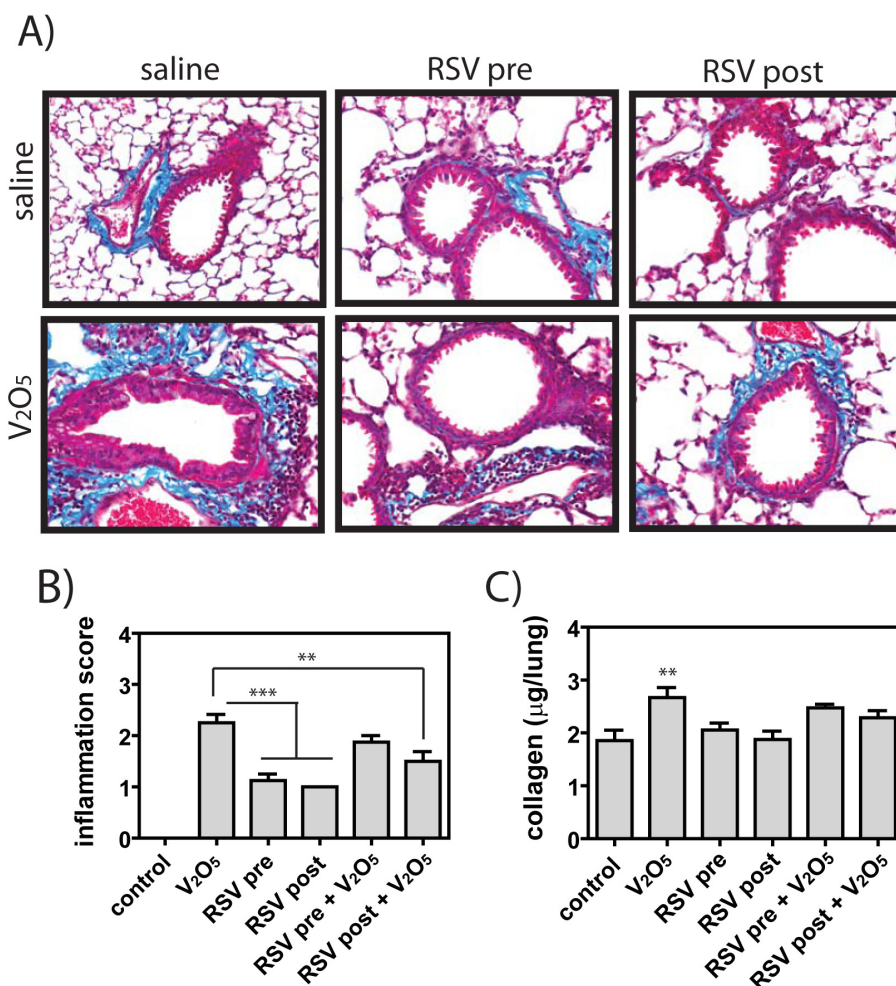 A)
saline
RSV pre
RSV post
saline
V₂O₅
B)
inflammation score
4
3
2
1
0
**
***
control
V₂O₅
RSV pre
RSV post
RSV pre + V₂O₅
RSV post + V₂O₅
C)
collagen (μg/lung)
4
3
2
1
0
**
control
V₂O₅
RSV pre
RSV post
RSV pre + V₂O₅
RSV post + V₂O₅